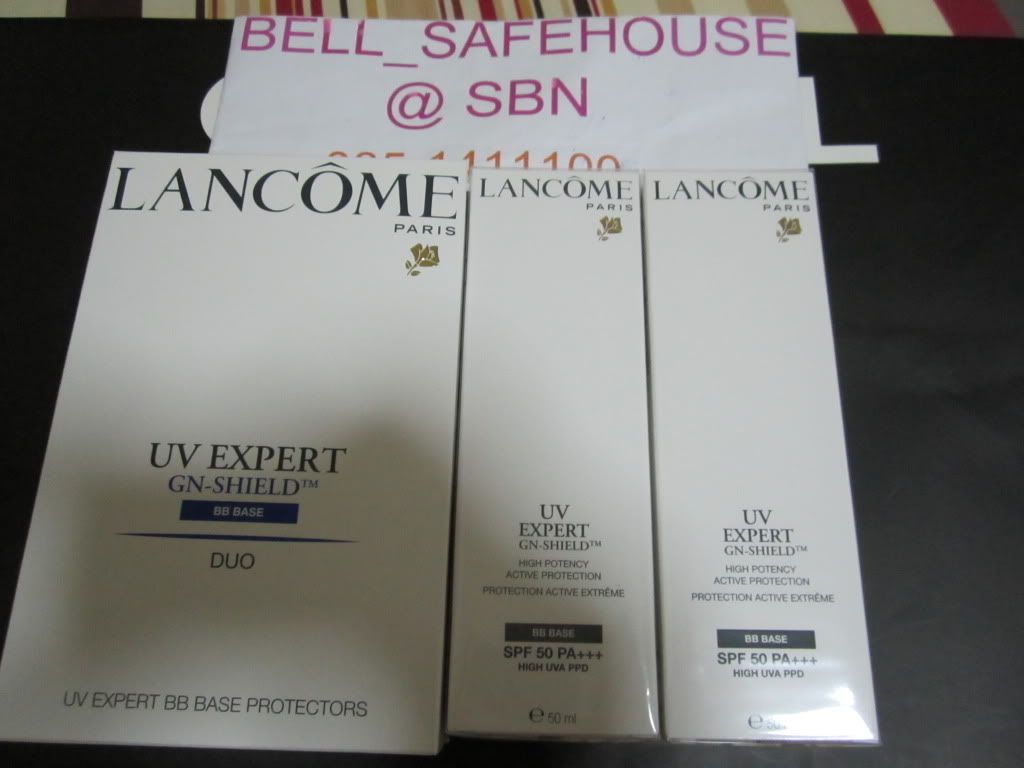 BELL_SAFEHOUSE
@ SBN
LANCÔME
PARIS
UV EXPERT
GN-SHIELD™
BB BASE
DUO
UV EXPERT BB BASE PROTECTORS
LANCÔME
PARIS
UV
EXPERT
GN-SHIELD™
HIGH POTENCY
ACTIVE PROTECTION
PROTECTION ACTIVE EXTRÊME
BB BASE
SPF 50 PA+++
HIGH UVA PPD
℮ 50 ml
LANCÔME
PARIS
UV
EXPERT
GN-SHIELD™
HIGH POTENCY
ACTIVE PROTECTION
PROTECTION ACTIVE EXTRÊME
BB BASE
SPF 50 PA+++
HIGH UVA PPD
℮